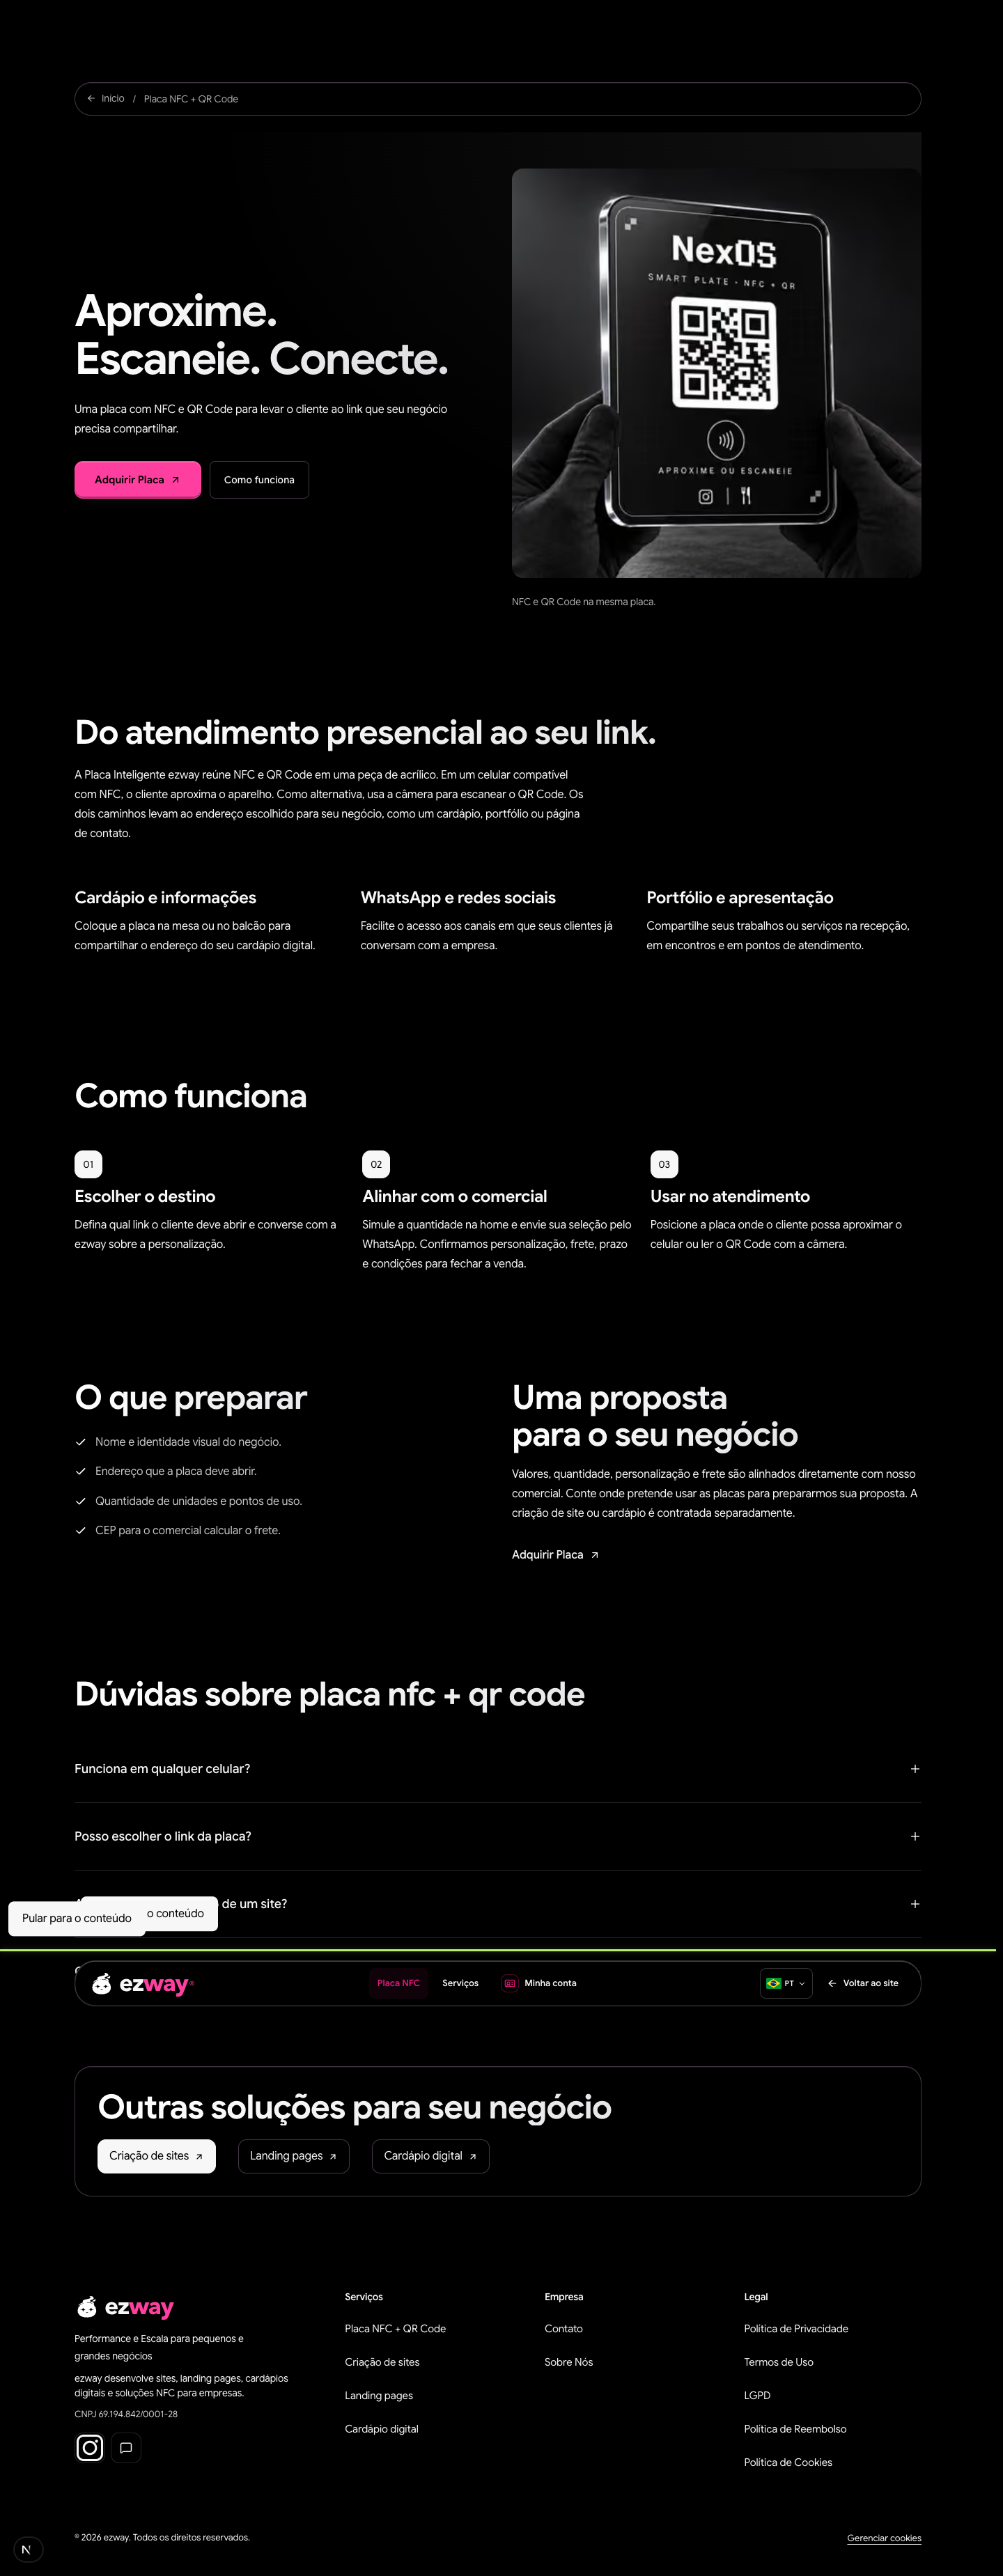 Início / Placa NFC + QR Code
NexOS
SMART PLATE - NFC + QR
APROXIME OU ESCANEIE
Aproxime.
Escaneie. Conecte.
Uma placa com NFC e QR Code para levar o cliente ao link que seu negócio
precisa compartilhar.
Adquirir Placa
Como funciona
NFC e QR Code na mesma placa.
Do atendimento presencial ao seu link.
A Placa Inteligente ezway reúne NFC e QR Code em uma peça de acrílico. Em um celular compatível
com NFC, o cliente aproxima o aparelho. Como alternativa, usa a câmera para escanear o QR Code. Os
dois caminhos levam ao endereço escolhido para seu negócio, como um cardápio, portfólio ou página
de contato.
Cardápio e informações
Coloque a placa na mesa ou no balcão para
compartilhar o endereço do seu cardápio digital.
WhatsApp e redes sociais
Facilite o acesso aos canais em que seus clientes já
conversam com a empresa.
Portfólio e apresentação
Compartilhe seus trabalhos ou serviços na recepção,
em encontros e em pontos de atendimento.
Como funciona
01
Escolher o destino
Defina qual link o cliente deve abrir e converse com a
ezway sobre a personalização.
02
Alinhar com o comercial
Simule a quantidade na home e envie sua seleção pelo
WhatsApp. Confirmamos personalização, frete, prazo
e condições para fechar a venda.
03
Usar no atendimento
Posicione a placa onde o cliente possa aproximar o
celular ou ler o QR Code com a câmera.
O que preparar
Nome e identidade visual do negócio.
Endereço que a placa deve abrir.
Quantidade de unidades e pontos de uso.
CEP para o comercial calcular o frete.
Uma proposta
para o seu negócio
Valores, quantidade, personalização e frete são alinhados diretamente com nosso
comercial. Conte onde pretende usar as placas para prepararmos sua proposta. A
criação de site ou cardápio é contratada separadamente.
Adquirir Placa
Dúvidas sobre placa nfc + qr code
Funciona em qualquer celular?
Posso escolher o link da placa?
de um site?
o conteúdo
Pular para o conteúdo
ezway®
Placa NFC
Serviços
Minha conta
PT
Voltar ao site
Outras soluções para seu negócio
Criação de sites
Landing pages
Cardápio digital
ezway
Performance e Escala para pequenos e
grandes negócios
ezway desenvolve sites, landing pages, cardápios
digitais e soluções NFC para empresas.
CNPJ 69.194.842/0001-28
Serviços
Placa NFC + QR Code
Criação de sites
Landing pages
Cardápio digital
Empresa
Contato
Sobre Nós
Legal
Política de Privacidade
Termos de Uso
LGPD
Política de Reembolso
Política de Cookies
© 2026 ezway. Todos os direitos reservados.
Gerenciar cookies
N